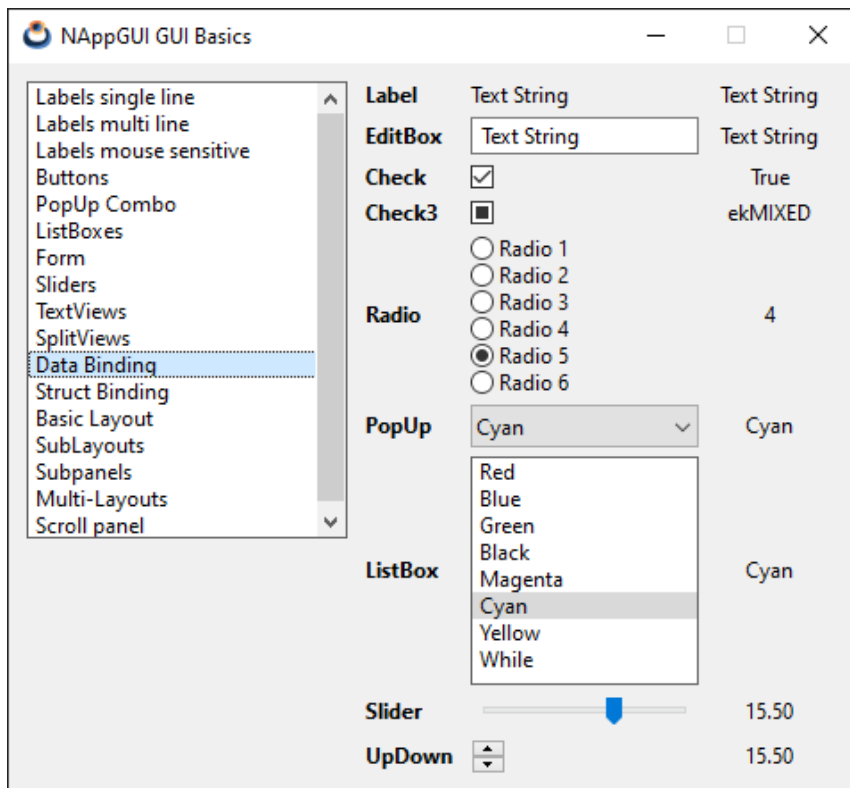 NAppGUI GUI Basics
Labels single line
Labels multi line
Labels mouse sensitive
Buttons
PopUp Combo
ListBoxes
Form
Sliders
TextViews
SplitViews
Data Binding
Struct Binding
Basic Layout
SubLayouts
Subpanels
Multi-Layouts
Scroll panel
Label Text String Text String
EditBox Text String Text String
Check True
Check3 ekMIXED
Radio 1
Radio 2
Radio 3
Radio Radio 4 4
Radio 5
Radio 6
PopUp Cyan Cyan
Red
Blue
Green
Black
Magenta
ListBox Cyan Cyan
Yellow
While
Slider 15.50
UpDown 15.50